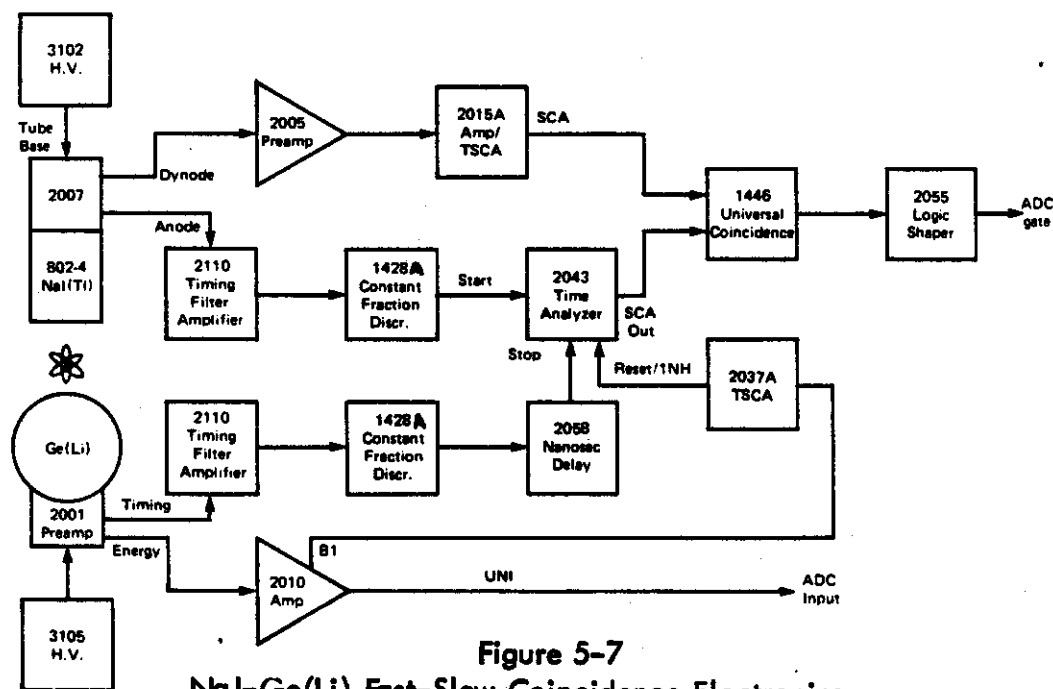 3102
H.V.
Tube
Base
2007
802-4
NaI(Tl)
Dynode
Anode
2005
Preamp
2015A
Amp/
TSCA
SCA
1446
Universal
Coincidence
2055
Logic
Shaper
ADC
gate
2110
Timing
Filter
Amplifier
1428A
Constant
Fraction
Discr.
Start
2043
Time
Analyzer
SCA
Out
Stop
Reset/1NH
2037A
TSCA
Ge(Li)
2001
Preamp
Timing
Energy
2110
Timing
Filter
Amplifier
1428A
Constant
Fraction
Discr.
2058
Nanosec
Delay
B1
2010
Amp
UNI
ADC
Input
3105
H.V.
Figure 5-7
NaI-Ge(Li) Fast-Slow Coincidence Electronics